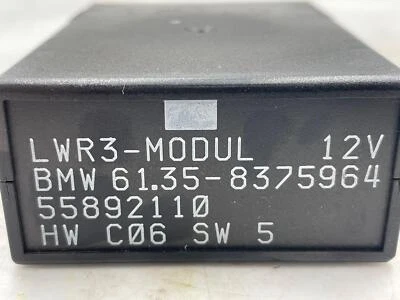 LWR3-MODUL 12V
BMW 61.35-8375964
55892110
HW C06 SW 5